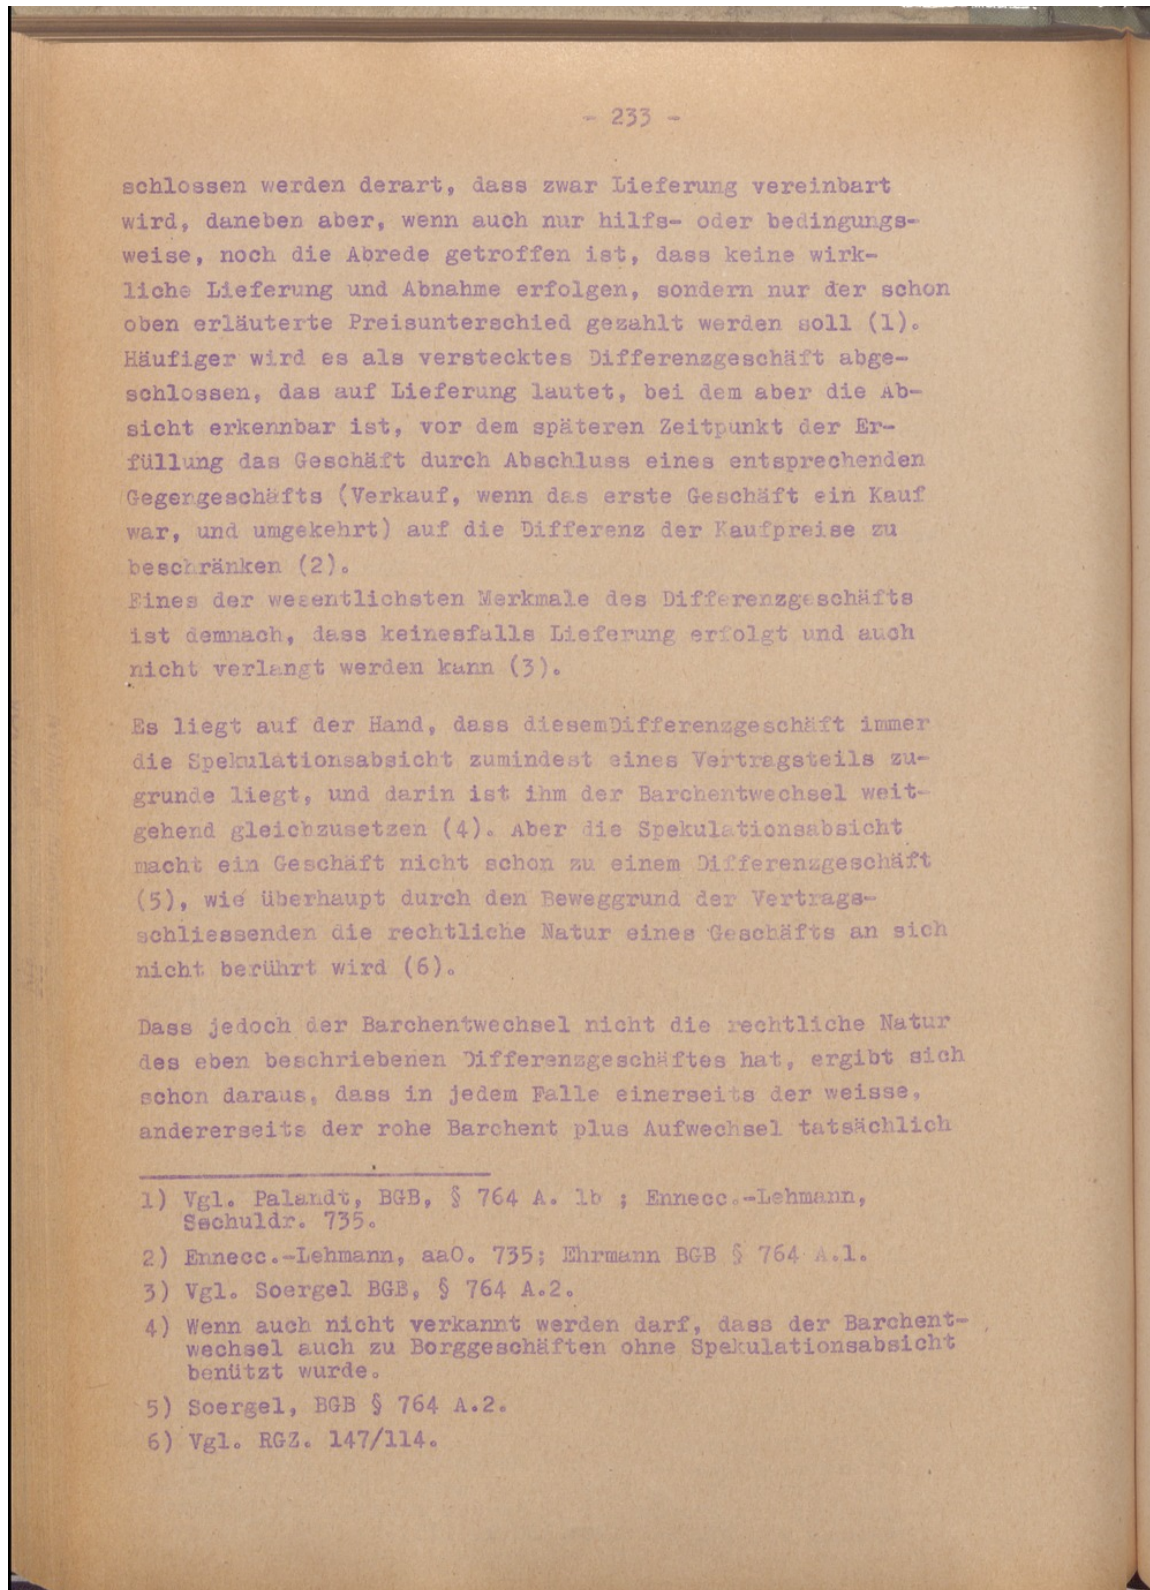 - 233 -
schlossen werden derart, dass zwar Lieferung vereinbart
wird, daneben aber, wenn auch nur hilfs- oder bedingungs-
weise, noch die Abrede getroffen ist, dass keine wirk-
liche Lieferung und Abnahme erfolgen, sondern nur der schon
oben erläuterte Preisunterschied gezahlt werden soll (1).
Häufiger wird es als verstecktes Differenzgeschäft abge-
schlossen, das auf Lieferung lautet, bei dem aber die Ab-
sicht erkennbar ist, vor dem späteren Zeitpunkt der Er-
füllung das Geschäft durch Abschluss eines entsprechenden
Gegengeschäfts (Verkauf, wenn das erste Geschäft ein Kauf
war, und umgekehrt) auf die Differenz der Kaufpreise zu
beschränken (2).
Eines der wesentlichsten Merkmale des Differenzgeschäfts
ist demnach, dass keinesfalls Lieferung erfolgt und auch
nicht verlangt werden kann (3).
Es liegt auf der Hand, dass diesemDifferenzgeschäft immer
die Spekulationsabsicht zumindest eines Vertragsteils zu-
grunde liegt, und darin ist ihm der Barchentwechsel weit-
gehend gleichzusetzen (4). Aber die Spekulationsabsicht
macht ein Geschäft nicht schon zu einem Differenzgeschäft
(5), wie überhaupt durch den Beweggrund der Vertrags-
schliessenden die rechtliche Natur eines Geschäfts an sich
nicht berührt wird (6).
Dass jedoch der Barchentwechsel nicht die rechtliche Natur
des eben beschriebenen Differenzgeschäftes hat, ergibt sich
schon daraus, dass in jedem Falle einerseits der weisse,
andererseits der rohe Barchent plus Aufwechsel tatsächlich
1) Vgl. Palandt, BGB, § 764 A. 1b ; Ennecc.-Lehmann,
Sschuldr. 735.
2) Ennecc.-Lehmann, aaO. 735; Ehrmann BGB § 764 A.1.
3) Vgl. Soergel BGB, § 764 A.2.
4) Wenn auch nicht verkannt werden darf, dass der Barchent-
wechsel auch zu Borggeschäften ohne Spekulationsabsicht
benützt wurde.
5) Soergel, BGB § 764 A.2.
6) Vgl. RGZ. 147/114.